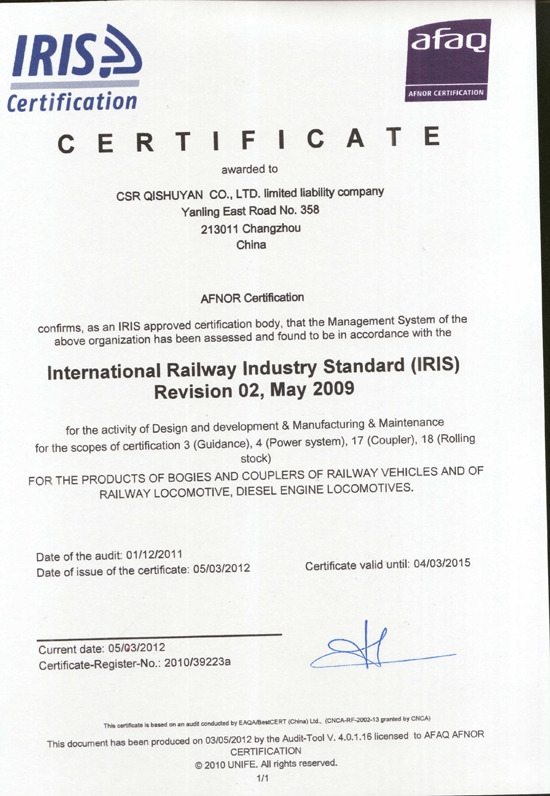 IRIS
Certification
afaq
AFNOR CERTIFICATION
CERTIFICATE
awarded to
CSR QISHUYAN CO., LTD. limited liability company
Yanling East Road No. 358
213011 Changzhou
China
AFNOR Certification
confirms, as an IRIS approved certification body, that the Management System of the
above organization has been assessed and found to be in accordance with the
International Railway Industry Standard (IRIS)
Revision 02, May 2009
for the activity of Design and development & Manufacturing & Maintenance
for the scopes of certification 3 (Guidance), 4 (Power system), 17 (Coupler), 18 (Rolling
stock)
FOR THE PRODUCTS OF BOGIES AND COUPLERS OF RAILWAY VEHICLES AND OF
RAILWAY LOCOMOTIVE, DIESEL ENGINE LOCOMOTIVES.
Date of the audit: 01/12/2011
Date of issue of the certificate: 05/03/2012
Certificate valid until: 04/03/2015
Current date: 05/03/2012
Certificate-Register-No.: 2010/39223a
This certificate is based on an audit conducted by EAQA/BestCERT (China) Ltd., (CNCA-RF-2002-13 granted by CNCA)
This document has been produced on 03/05/2012 by the Audit-Tool V. 4.0.1.16 licensed to AFAQ AFNOR
CERTIFICATION
© 2010 UNIFE. All rights reserved.
1/1